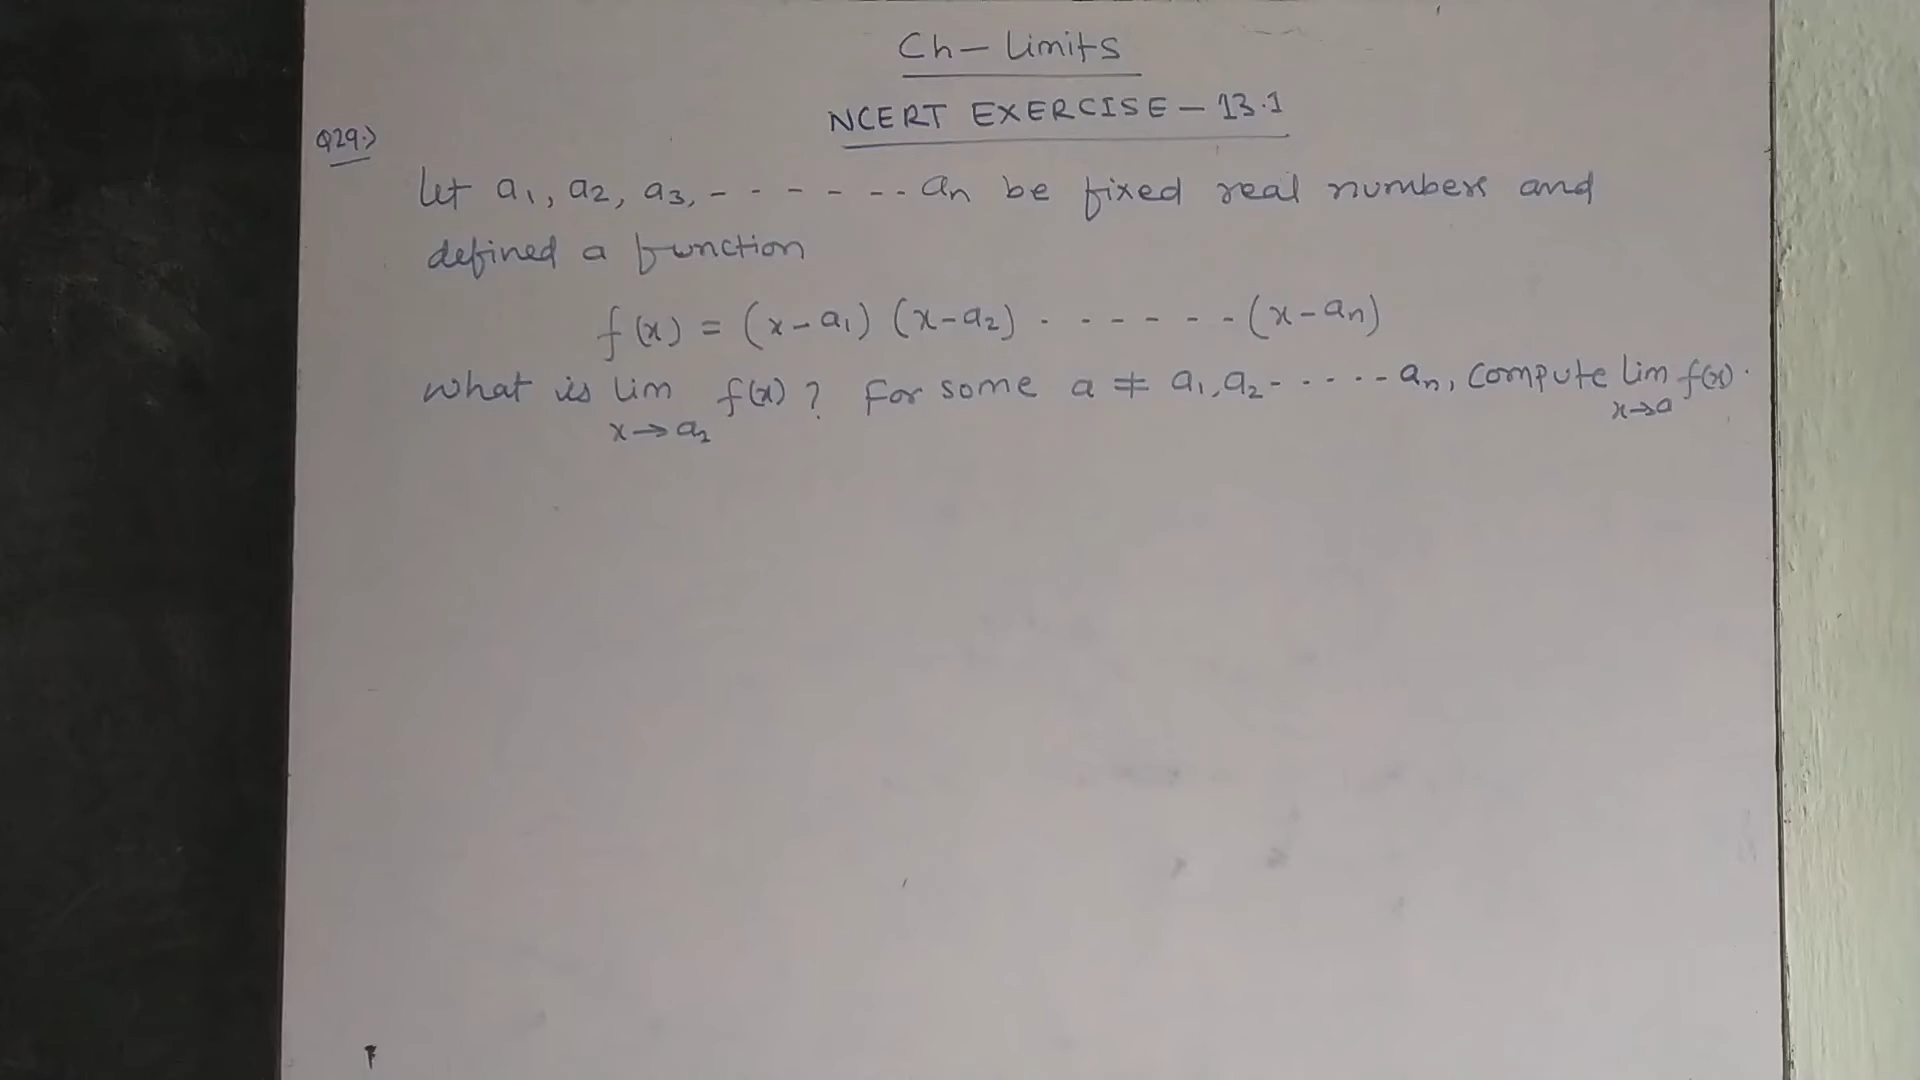 Ch - Limits
NCERT EXERCISE - 13.1
Q29.)
Let a₁, a₂, a₃, - - - - - - - aₙ be fixed real numbers and
defined a function
f(x) = (x-a₁) (x-a₂) - - - - - - - (x-aₙ)
What is lim f(x) ? For some a ≠ a₁, a₂ - - - - - aₙ, compute lim f(x).
x→a₂ x→a